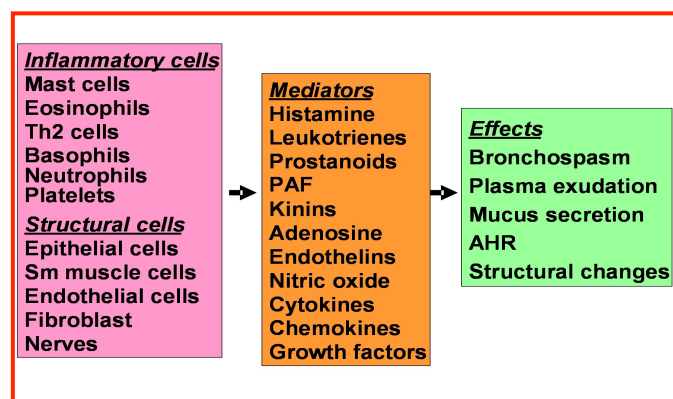 Inflammatory cells
Mast cells
Eosinophils
Th2 cells
Basophils
Neutrophils
Platelets
Structural cells
Epithelial cells
Sm muscle cells
Endothelial cells
Fibroblast
Nerves
Mediators
Histamine
Leukotrienes
Prostanoids
PAF
Kinins
Adenosine
Endothelins
Nitric oxide
Cytokines
Chemokines
Growth factors
Effects
Bronchospasm
Plasma exudation
Mucus secretion
AHR
Structural changes